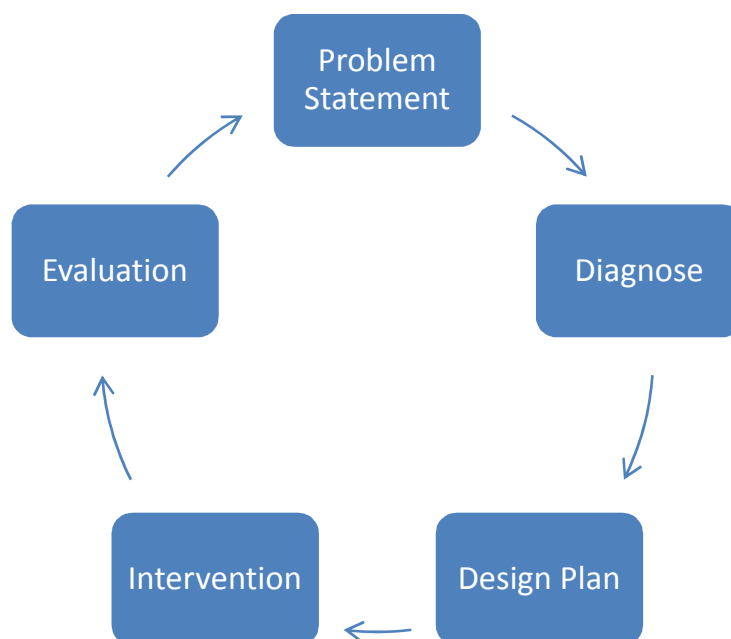 Problem
Statement
Diagnose
Design Plan
Intervention
Evaluation